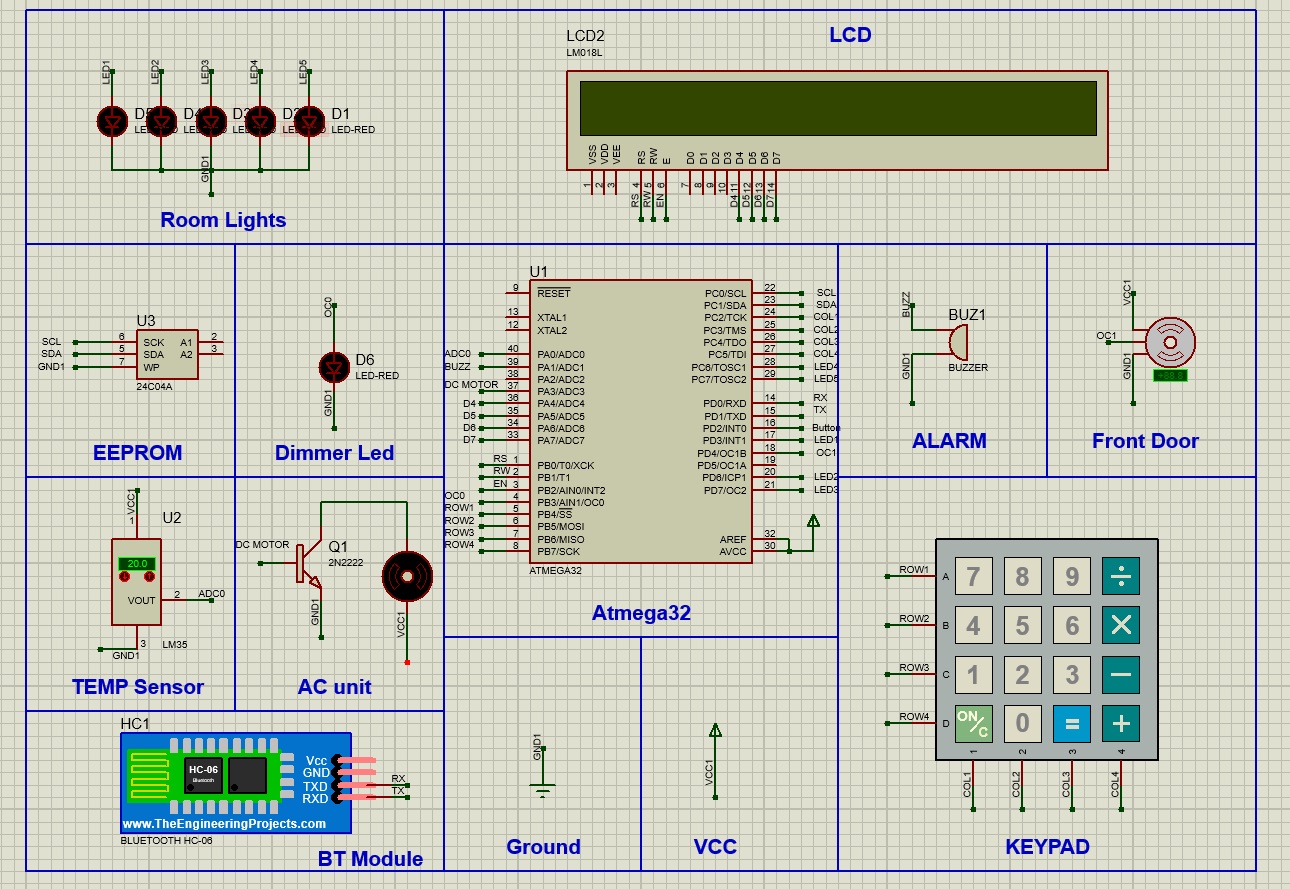 LED1
LED2
LED3
LED4
LED5
D4
D3
D1
LED-RED
GND1
Room Lights
LCD
LCD2
LM018L
VSS
VDD
VEE
RS
RW
E
D0
D1
D2
D3
D4
D5
D6
D7
1
2
3
4
5
6
7
8
9
10
11
12
13
14
RS
RW
EN
D4
D5
D6
D7
U3
SCL 6 SCK A1 2
SDA 5 SDA A2 3
GND1 7 WP
24C04A
EEPROM
OC0
D6
LED-RED
GND1
Dimmer Led
U1
9 RESET PC0/SCL 22 SCL
PC1/SDA 23 SDA
13 XTAL1 PC2/TCK 24 COL1
12 XTAL2 PC3/TMS 25 COL2
PC4/TDO 26 COL3
ADC0 40 PA0/ADC0 PC5/TDI 27 COL4
BUZZ 39 PA1/ADC1 PC6/TOSC1 28 LED4
38 PA2/ADC2 PC7/TOSC2 29 LED5
DC MOTOR 37 PA3/ADC3
D4 36 PA4/ADC4 PD0/RXD 14 RX
D5 35 PA5/ADC5 PD1/TXD 15 TX
D6 34 PA6/ADC6 PD2/INT0 16 Button
D7 33 PA7/ADC7 PD3/INT1 17 LED1
PD4/OC1B 18 OC1
RS 1 PB0/T0/XCK PD5/OC1A 19
RW 2 PB1/T1 PD6/ICP1 20 LED2
EN 3 PB2/AIN0/INT2 PD7/OC2 21 LED3
OC0 4 PB3/AIN1/OC0
ROW1 5 PB4/SS
ROW2 6 PB5/MOSI
ROW3 7 PB6/MISO AREF 32
ROW4 8 PB7/SCK AVCC 30
ATMEGA32
Atmega32
BUZZ
BUZ1
BUZZER
GND1
ALARM
VCC1
OC1
GND1
Front Door
VCC1
1
U2
20.0
VOUT 2 ADC0
3
LM35
GND1
TEMP Sensor
DC MOTOR
Q1
2N2222
GND1
VCC1
AC unit
HC1
HC-06
Bluetooth
Vcc
GND
TXD RX
RXD TX
www.TheEngineeringProjects.com
BLUETOOTH HC-06
BT Module
GND1
Ground
VCC1
VCC
ROW1 A 7 8 9 ÷
ROW2 B 4 5 6 ×
ROW3 C 1 2 3 −
ROW4 D ON/C 0 = +
1 2 3 4
COL1
COL2
COL3
COL4
KEYPAD